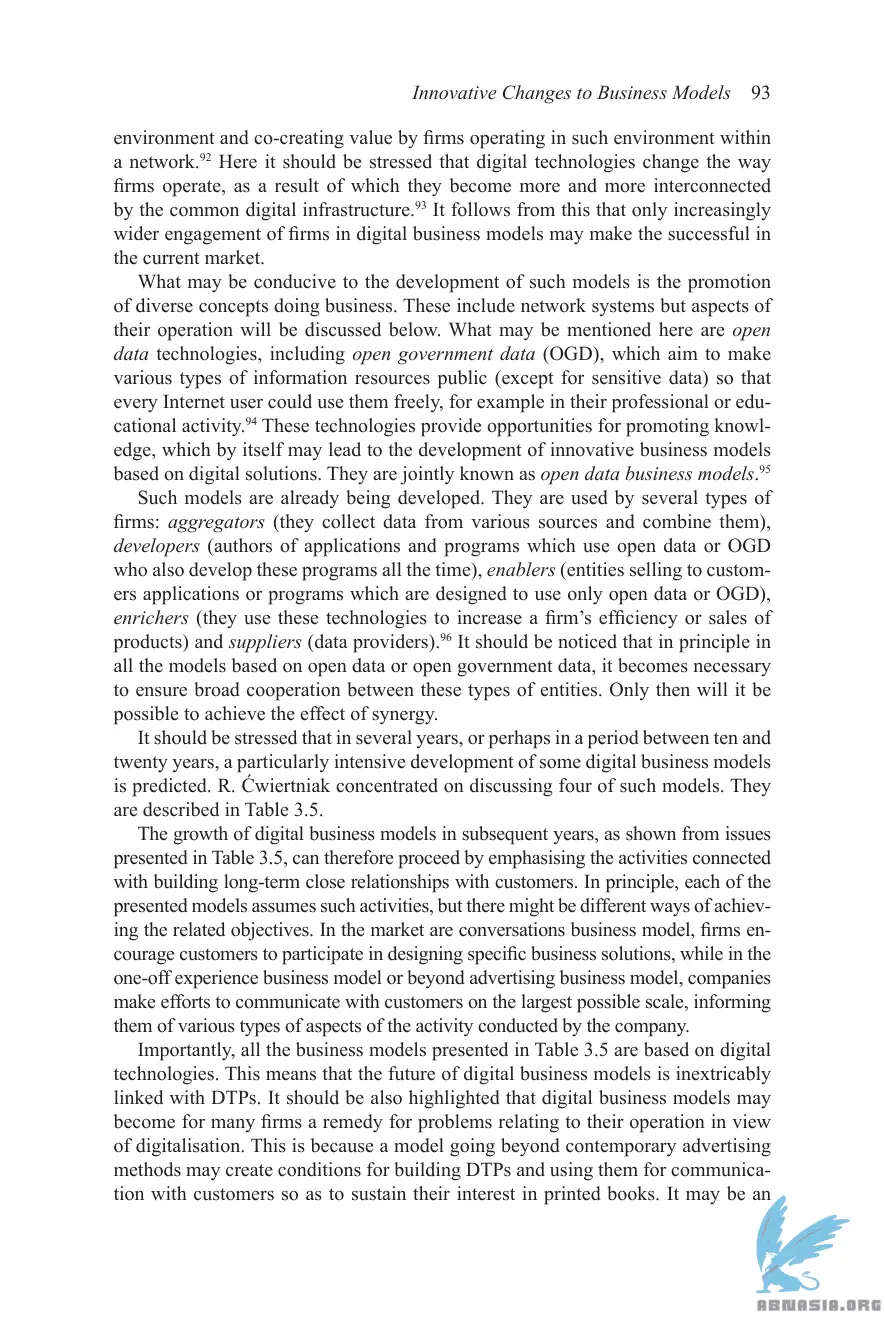 Innovative Changes to Business Models 93
environment and co-creating value by firms operating in such environment within
a network.92 Here it should be stressed that digital technologies change the way
firms operate, as a result of which they become more and more interconnected
by the common digital infrastructure.93 It follows from this that only increasingly
wider engagement of firms in digital business models may make the successful in
the current market.
What may be conducive to the development of such models is the promotion
of diverse concepts doing business. These include network systems but aspects of
their operation will be discussed below. What may be mentioned here are open
data technologies, including open government data (OGD), which aim to make
various types of information resources public (except for sensitive data) so that
every Internet user could use them freely, for example in their professional or edu-
cational activity.94 These technologies provide opportunities for promoting knowl-
edge, which by itself may lead to the development of innovative business models
based on digital solutions. They are jointly known as open data business models.95
Such models are already being developed. They are used by several types of
firms: aggregators (they collect data from various sources and combine them),
developers (authors of applications and programs which use open data or OGD
who also develop these programs all the time), enablers (entities selling to custom-
ers applications or programs which are designed to use only open data or OGD),
enrichers (they use these technologies to increase a firm's efficiency or sales of
products) and suppliers (data providers).96 It should be noticed that in principle in
all the models based on open data or open government data, it becomes necessary
to ensure broad cooperation between these types of entities. Only then will it be
possible to achieve the effect of synergy.
It should be stressed that in several years, or perhaps in a period between ten and
twenty years, a particularly intensive development of some digital business models
is predicted. R. Ćwiertniak concentrated on discussing four of such models. They
are described in Table 3.5.
The growth of digital business models in subsequent years, as shown from issues
presented in Table 3.5, can therefore proceed by emphasising the activities connected
with building long-term close relationships with customers. In principle, each of the
presented models assumes such activities, but there might be different ways of achiev-
ing the related objectives. In the market are conversations business model, firms en-
courage customers to participate in designing specific business solutions, while in the
one-off experience business model or beyond advertising business model, companies
make efforts to communicate with customers on the largest possible scale, informing
them of various types of aspects of the activity conducted by the company.
Importantly, all the business models presented in Table 3.5 are based on digital
technologies. This means that the future of digital business models is inextricably
linked with DTPs. It should be also highlighted that digital business models may
become for many firms a remedy for problems relating to their operation in view
of digitalisation. This is because a model going beyond contemporary advertising
methods may create conditions for building DTPs and using them for communica-
tion with customers so as to sustain their interest in printed books. It may be an
ABNASIA.ORG